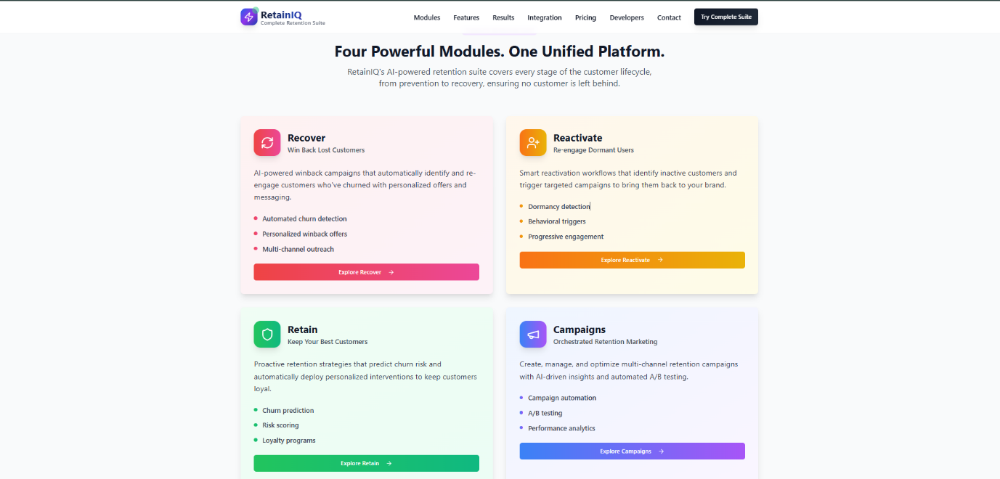 RetainIQ
Complete Retention Suite
Modules
Features
Results
Integration
Pricing
Developers
Contact
Try Complete Suite
Four Powerful Modules. One Unified Platform.
RetainIQ's AI-powered retention suite covers every stage of the customer lifecycle,
from prevention to recovery, ensuring no customer is left behind.
Recover
Win Back Lost Customers
AI-powered winback campaigns that automatically identify and re-
engage customers who've churned with personalized offers and
messaging.
Automated churn detection
Personalized winback offers
Multi-channel outreach
Explore Recover →
Reactivate
Re-engage Dormant Users
Smart reactivation workflows that identify inactive customers and
trigger targeted campaigns to bring them back to your brand.
Dormancy detection
Behavioral triggers
Progressive engagement
Explore Reactivate →
Retain
Keep Your Best Customers
Proactive retention strategies that predict churn risk and
automatically deploy personalized interventions to keep customers
loyal.
Churn prediction
Risk scoring
Loyalty programs
Explore Retain →
Campaigns
Orchestrated Retention Marketing
Create, manage, and optimize multi-channel retention campaigns
with AI-driven insights and automated A/B testing.
Campaign automation
A/B testing
Performance analytics
Explore Campaigns →